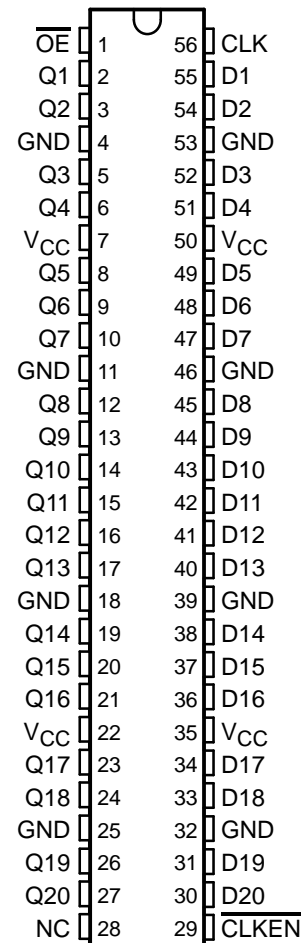 O̅E̅ 1 56 CLK
Q1 2 55 D1
Q2 3 54 D2
GND 4 53 GND
Q3 5 52 D3
Q4 6 51 D4
VCC 7 50 VCC
Q5 8 49 D5
Q6 9 48 D6
Q7 10 47 D7
GND 11 46 GND
Q8 12 45 D8
Q9 13 44 D9
Q10 14 43 D10
Q11 15 42 D11
Q12 16 41 D12
Q13 17 40 D13
GND 18 39 GND
Q14 19 38 D14
Q15 20 37 D15
Q16 21 36 D16
VCC 22 35 VCC
Q17 23 34 D17
Q18 24 33 D18
GND 25 32 GND
Q19 26 31 D19
Q20 27 30 D20
NC 28 29 C̅L̅K̅E̅N̅